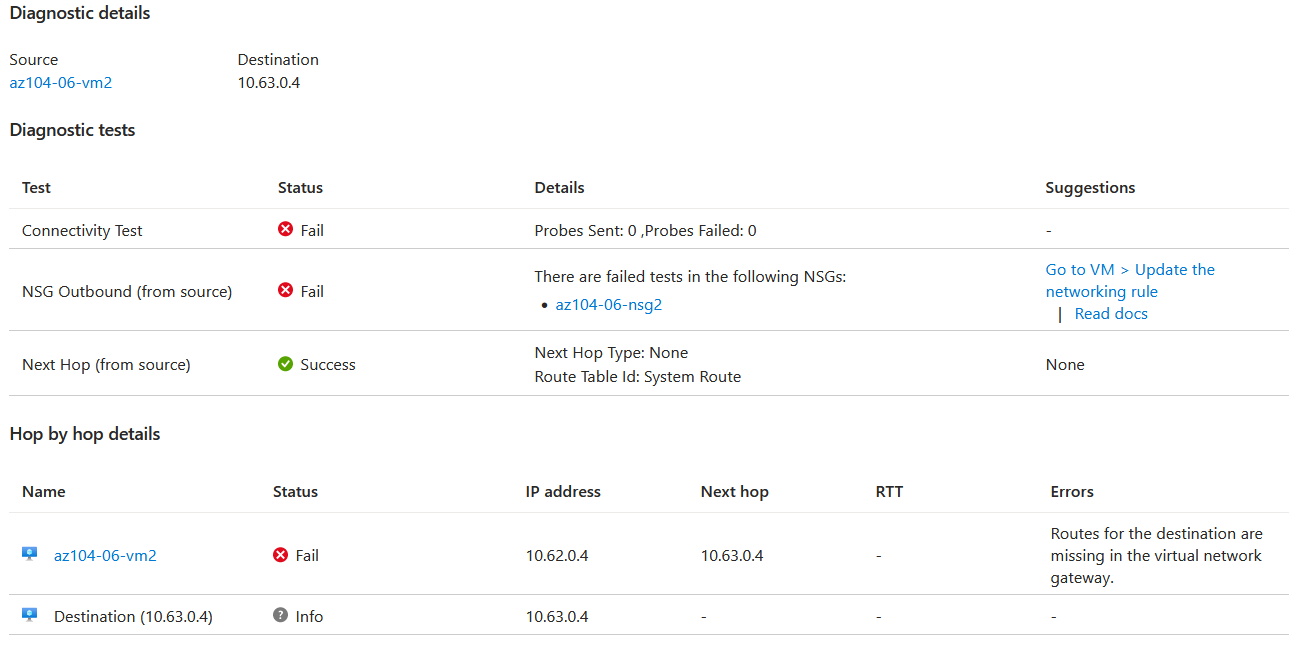 Diagnostic details
Source Destination
az104-06-vm2 10.63.0.4
Diagnostic tests
Test Status Details Suggestions
Connectivity Test Fail Probes Sent: 0 ,Probes Failed: 0 -
NSG Outbound (from source) Fail There are failed tests in the following NSGs:
• az104-06-nsg2
Go to VM > Update the
networking rule
| Read docs
Next Hop (from source) Success Next Hop Type: None
Route Table Id: System Route
None
Hop by hop details
Name Status IP address Next hop RTT Errors
az104-06-vm2 Fail 10.62.0.4 10.63.0.4 - Routes for the destination are
missing in the virtual network
gateway.
Destination (10.63.0.4) Info 10.63.0.4 - - -